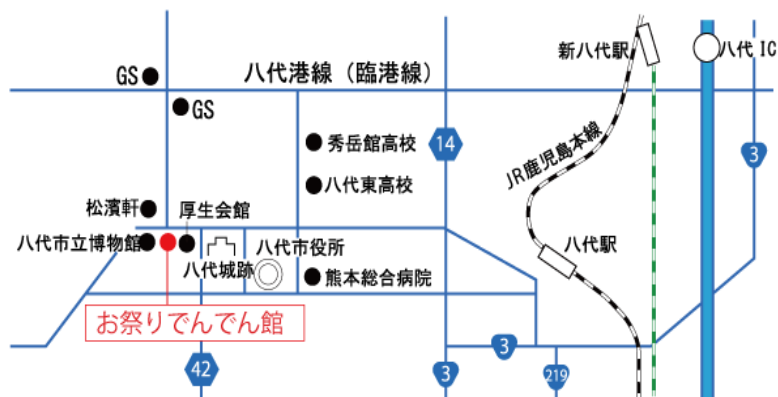 新八代駅
八代 IC
GS
八代港線（臨港線）
GS
秀岳館高校
14
JR鹿児島本線
3
八代東高校
松濱軒
厚生会館
八代市立博物館
八代城跡
八代市役所
八代駅
熊本総合病院
お祭りでんでん館
3
42
3
219